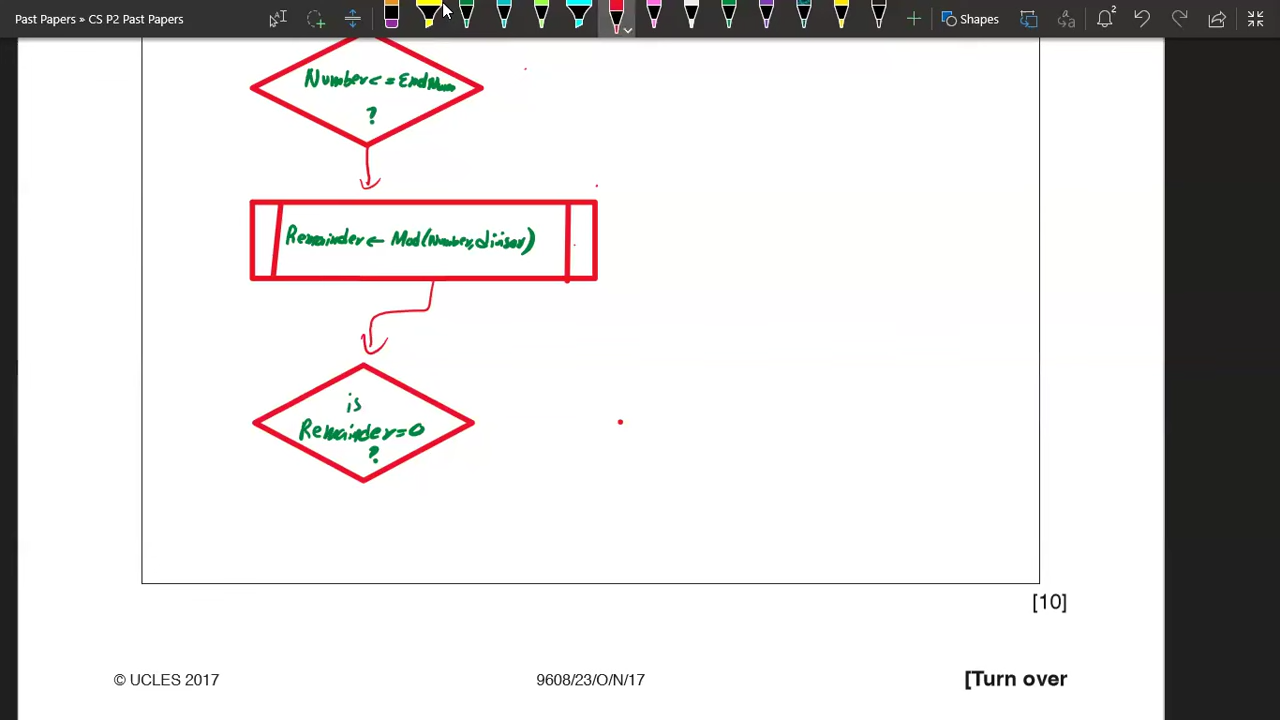 Past Papers » CS P2 Past Papers
Shapes
2
Number<=EndNum
?
Remainder← Mod(Number,divisor)
is
Remainder=0
?
[10]
© UCLES 2017
9608/23/O/N/17
[Turn over